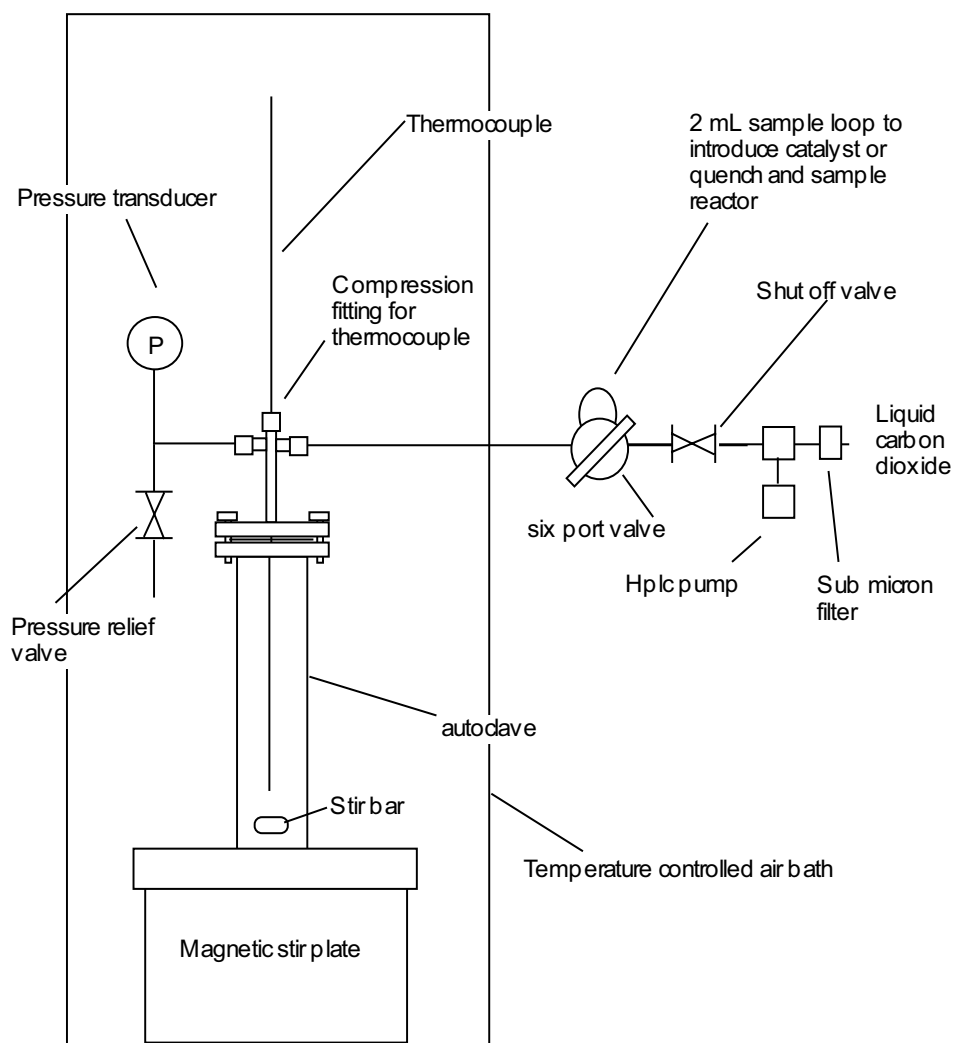 Thermocouple
2 mL sample loop to
introduce catalyst or
quench and sample
reactor
Pressure transducer
Compression
fitting for
thermocouple
Shut off valve
P
Liquid
carbon
dioxide
six port valve
Hplc pump
Sub micron
filter
Pressure relief
valve
autoclave
Stir bar
Temperature controlled air bath
Magnetic stir plate